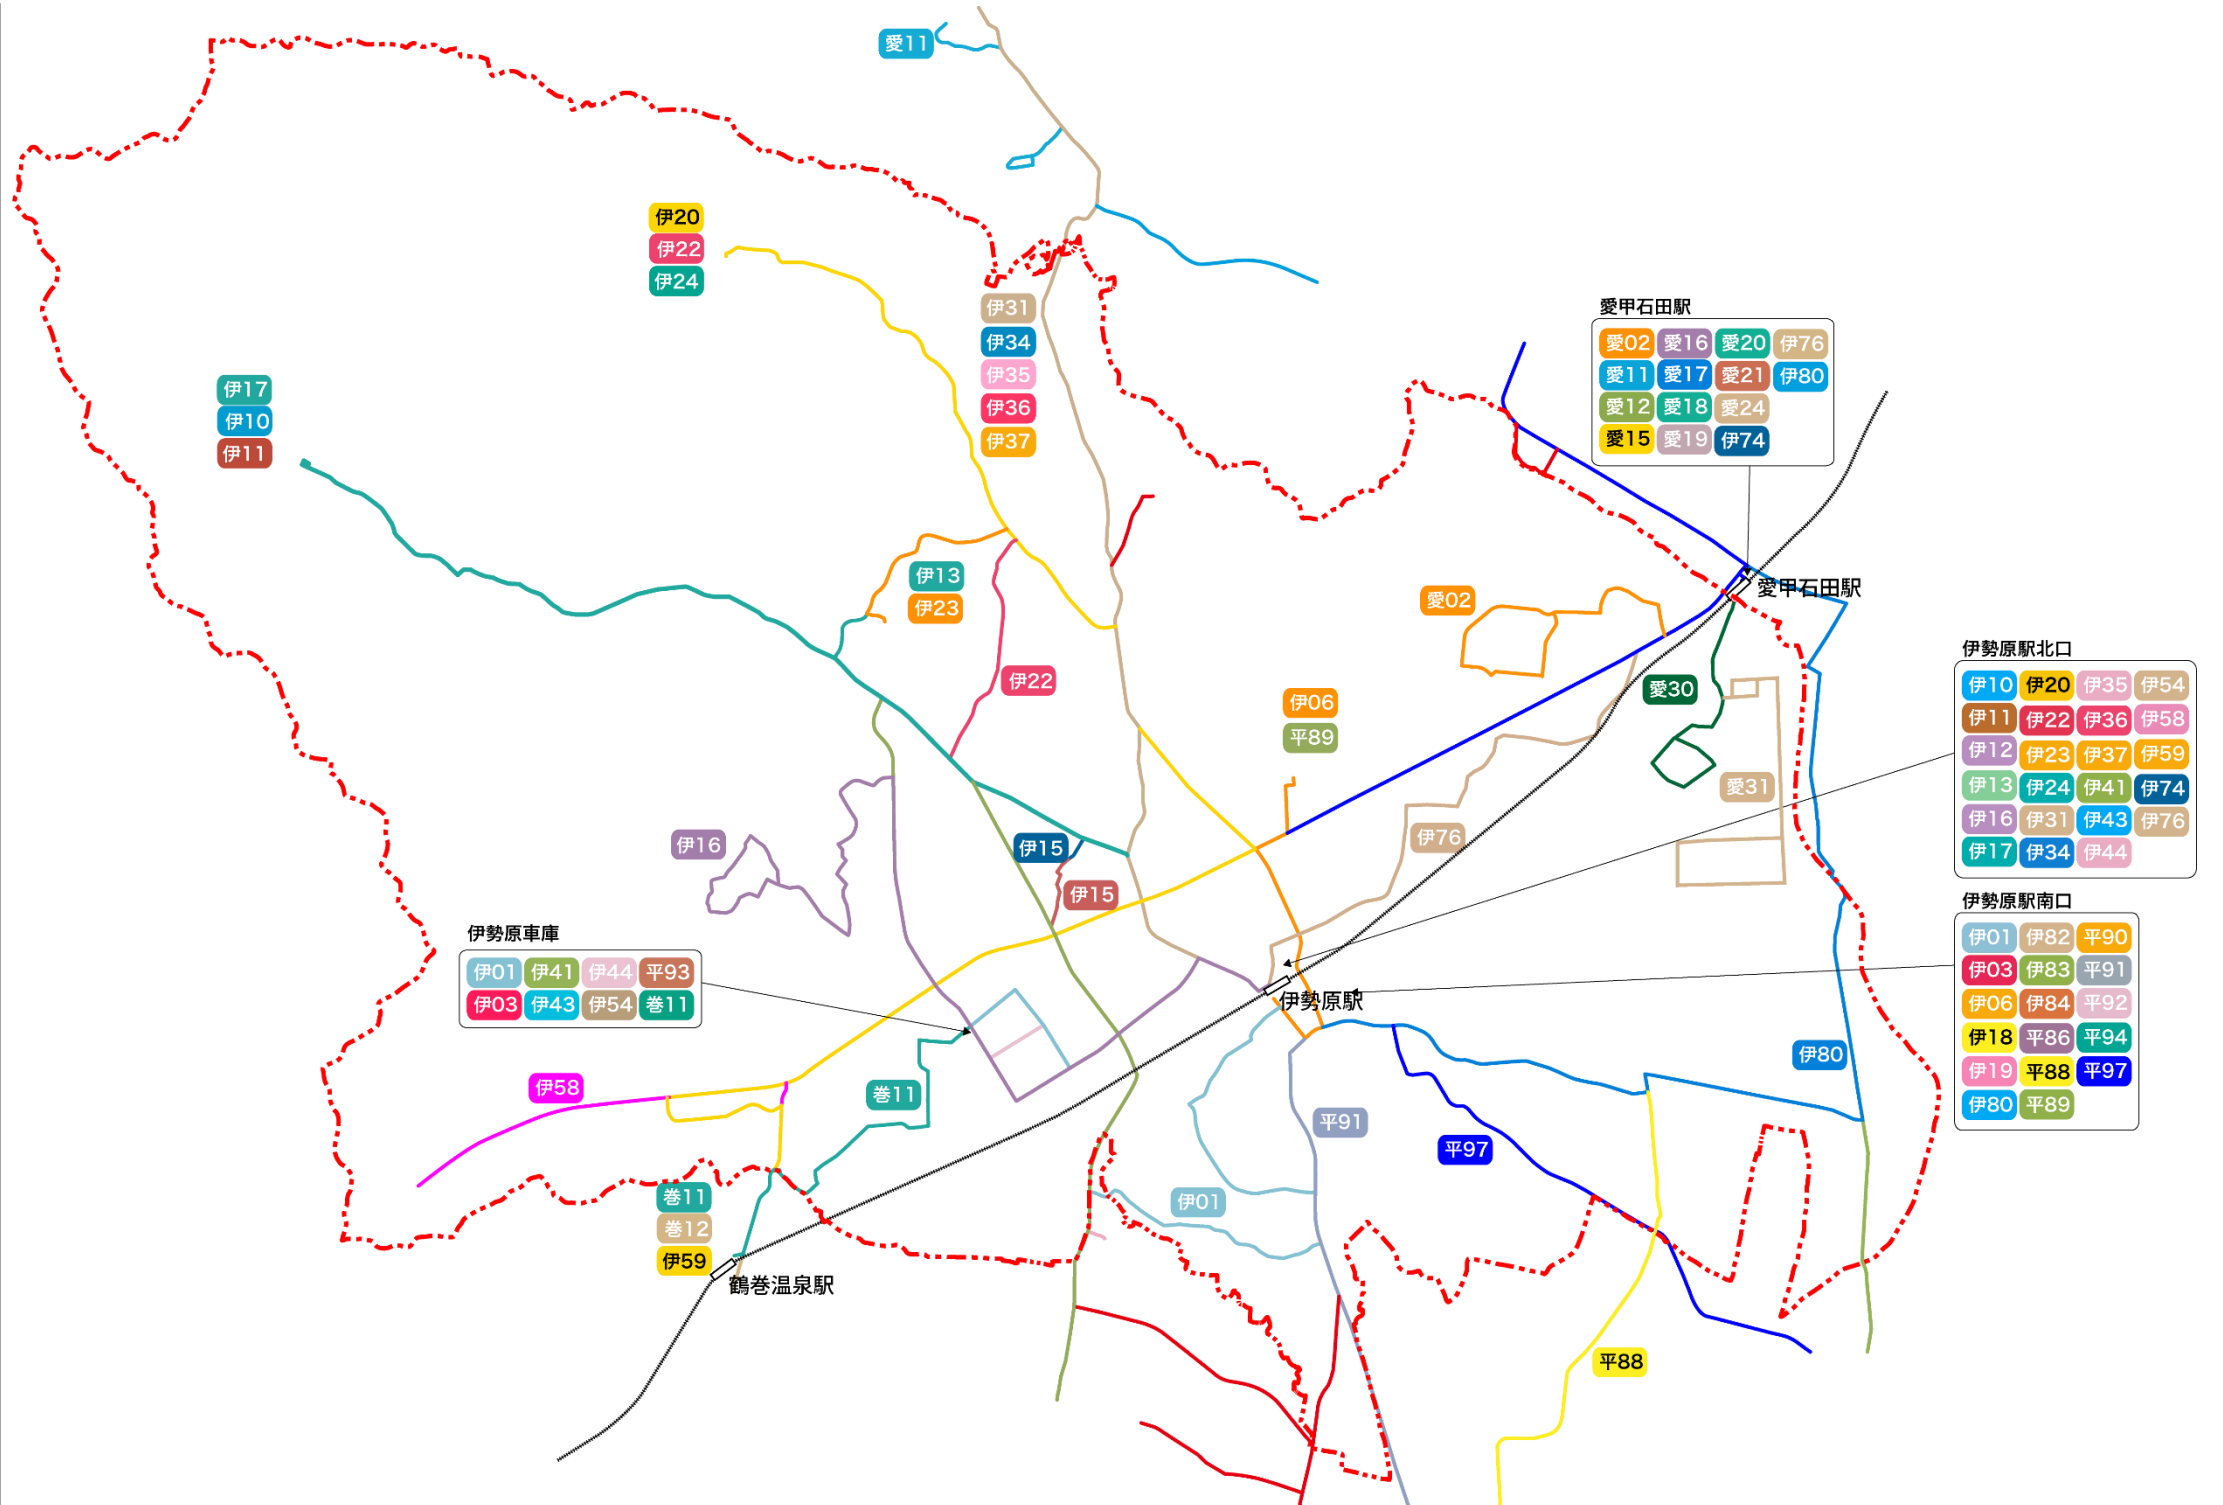 愛11
伊20
伊22
伊24
伊31
伊34
伊35
伊36
伊37
愛甲石田駅
愛02 愛16 愛20 伊76
愛11 愛17 愛21 伊80
愛12 愛18 愛24
愛15 愛19 伊74
伊17
伊10
伊11
伊13
伊23
愛02
愛甲石田駅
伊22
愛30
伊06
平89
愛31
伊勢原駅北口
伊10 伊20 伊35 伊54
伊11 伊22 伊36 伊58
伊12 伊23 伊37 伊59
伊13 伊24 伊41 伊74
伊16 伊31 伊43 伊76
伊17 伊34 伊44
伊16
伊15
伊76
伊15
伊勢原駅南口
伊01 伊82 平90
伊03 伊83 平91
伊06 伊84 平92
伊18 平86 平94
伊19 平88 平97
伊80 平89
伊勢原車庫
伊01 伊41 伊44 平93
伊03 伊43 伊54 巻11
伊勢原駅
伊80
伊58
巻11
平91
平97
巻11
巻12
伊59
伊01
鶴巻温泉駅
平88